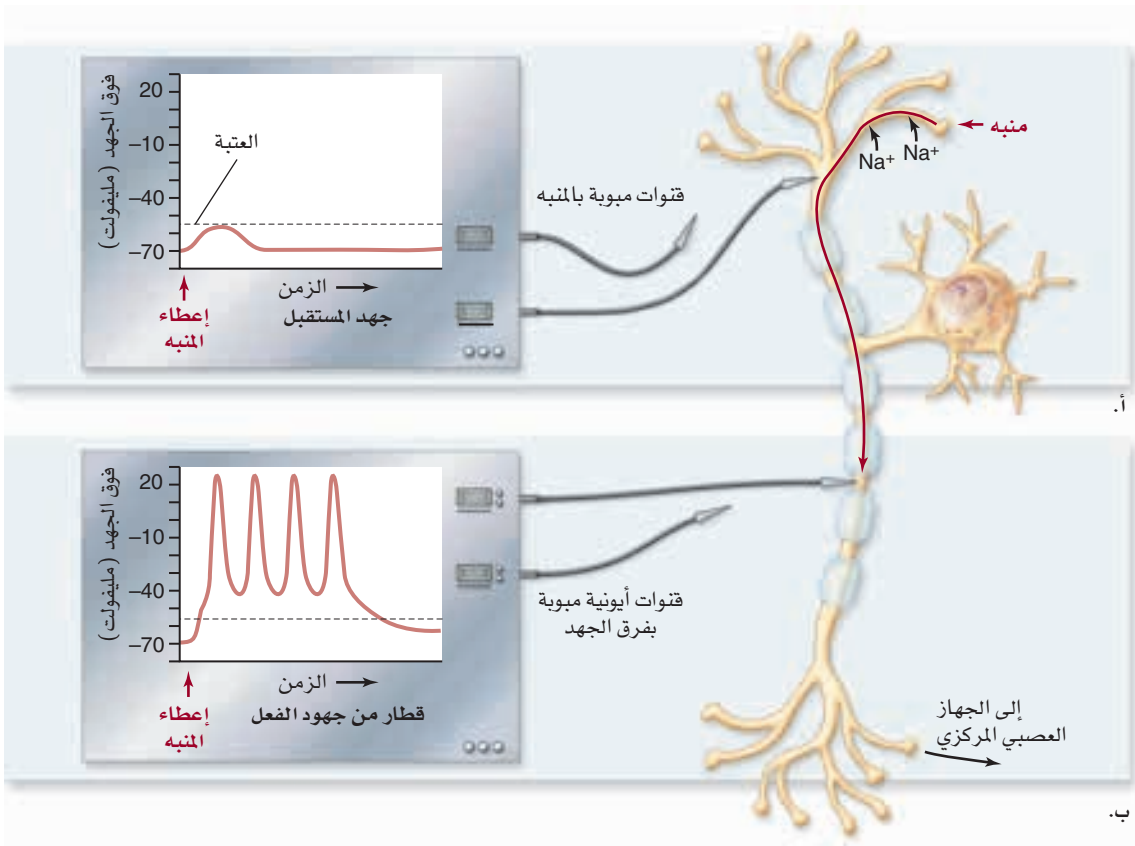 فوق الجهد (مليفولت)
20
–10
–40
–70
العتبة
الزمن
جهد المستقبل
إعطاء
المنبه
قنوات مبوبة بالمنبه
منبه
Na+ Na+
أ.
فوق الجهد (مليفولت)
20
–10
–40
–70
الزمن
قطار من جهود الفعل
إعطاء
المنبه
قنوات أيونية مبوبة
بفرق الجهد
إلى الجهاز
العصبي المركزي
ب.